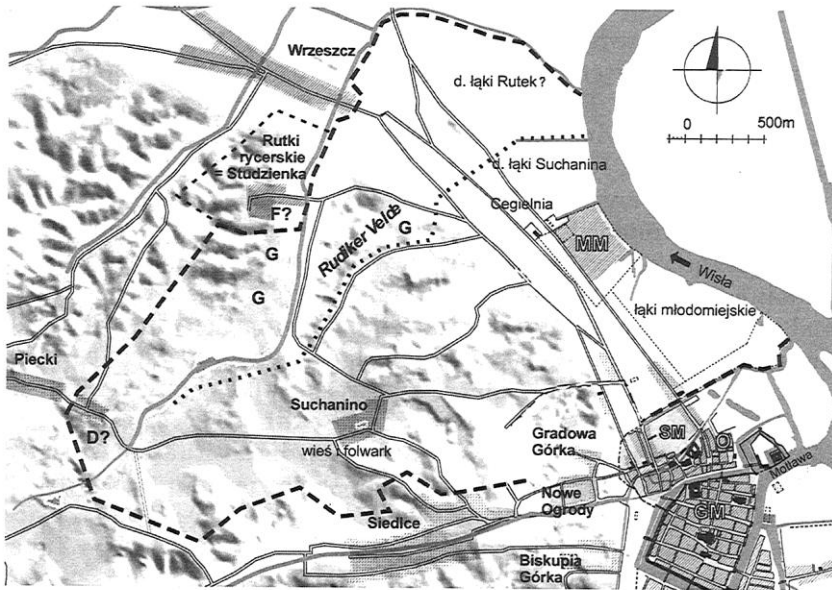 Wrzeszcz
d. łąki Rutek?
0 500m
Rutki
rycerskie
= Studzienka
d. łąki Suchanina
Cegielnia
F?
Rudiker Velde
G
MM
G
Wisła
G
łąki młodomiejskie
Piecki
Suchanino
D?
Gradowa
Górka
SM
O
wieś i folwark
Motława
Nowe
Ogrody
GM
Siedlce
Biskupia
Górka